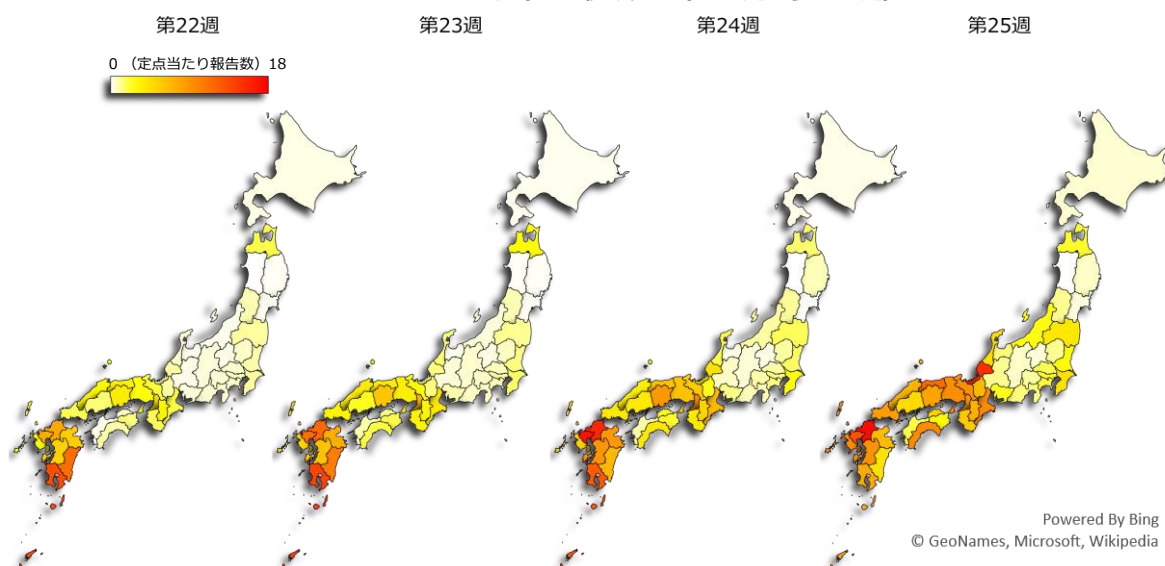 第22週
第23週
第24週
第25週
0 （定点当たり報告数）18
Powered By Bing
© GeoNames, Microsoft, Wikipedia